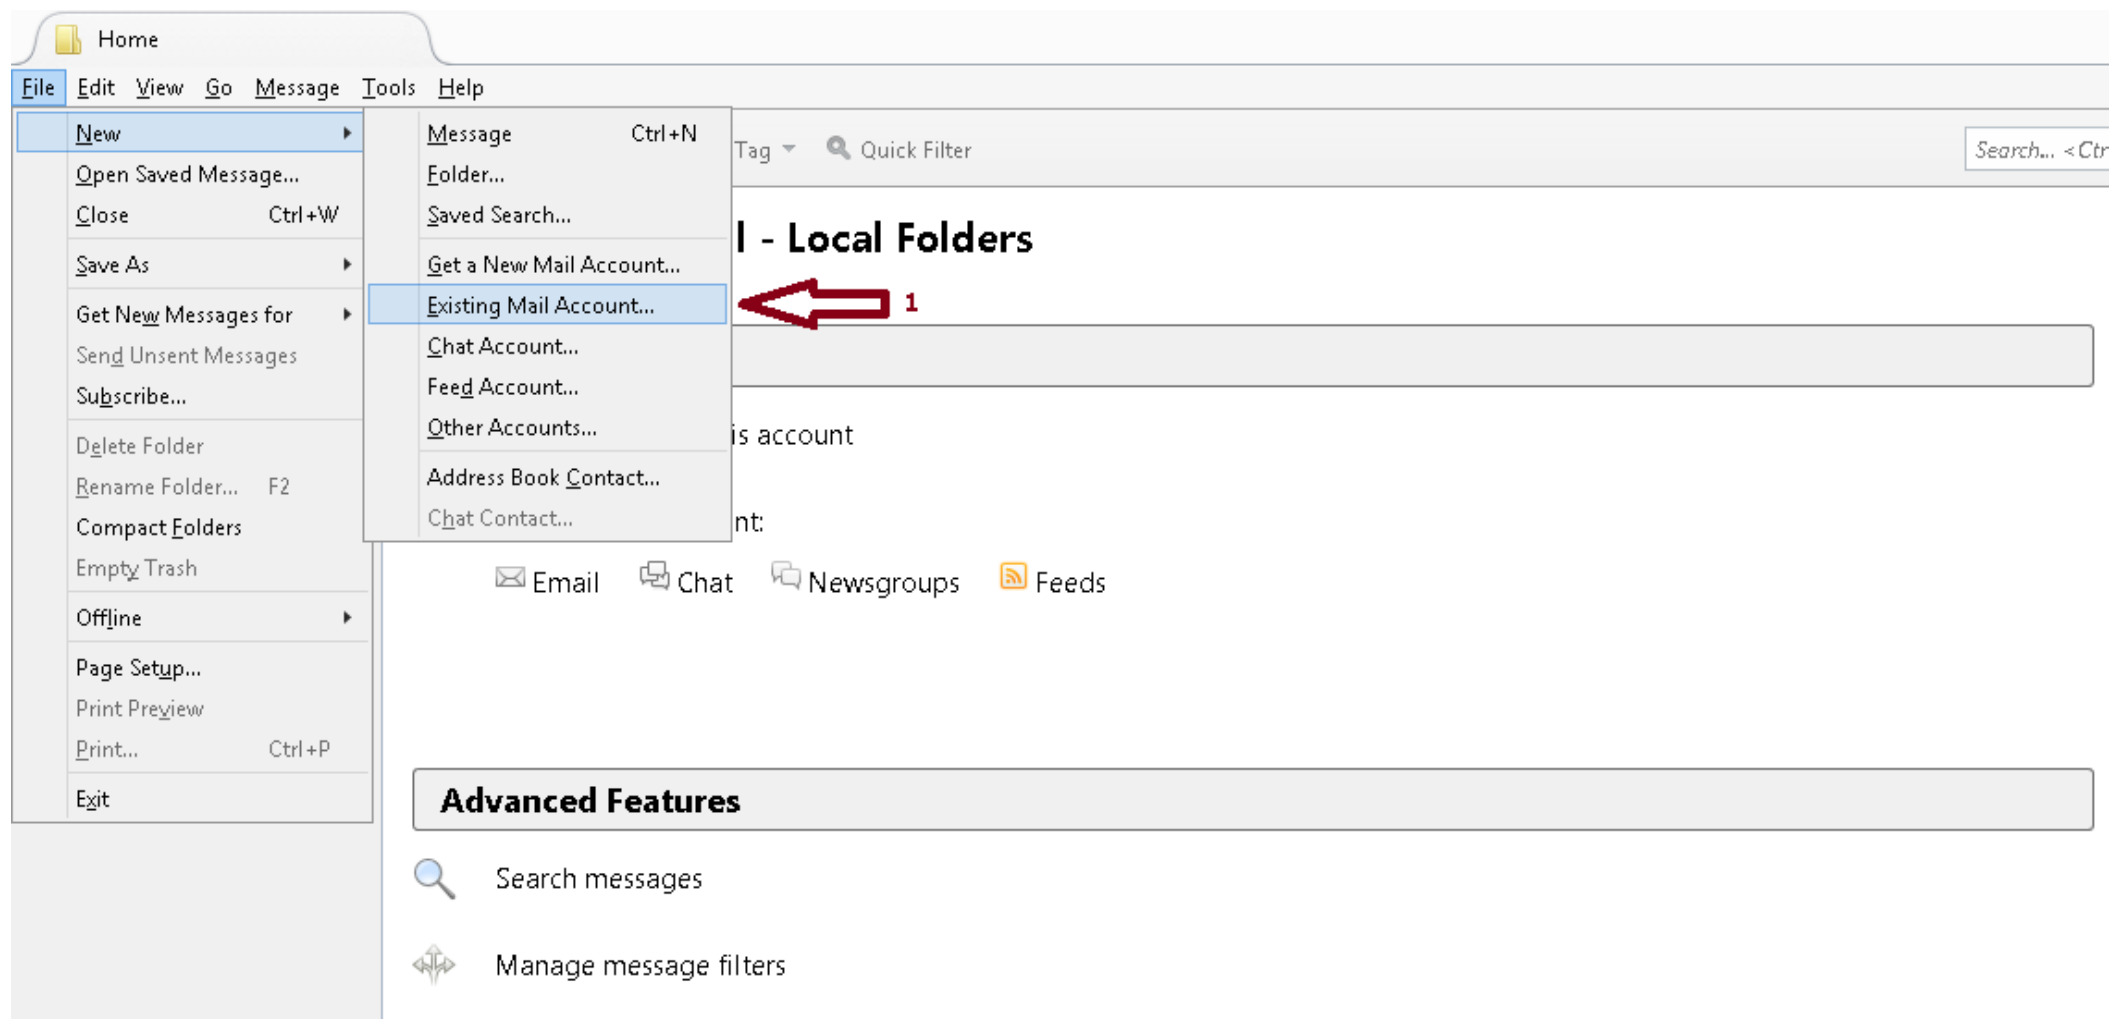 Home
File Edit View Go Message Tools Help
New
Open Saved Message...
Close Ctrl+W
Save As
Get New Messages for
Send Unsent Messages
Subscribe...
Delete Folder
Rename Folder... F2
Compact Folders
Empty Trash
Offline
Page Setup...
Print Preview
Print... Ctrl+P
Exit
Message Ctrl+N
Folder...
Saved Search...
Get a New Mail Account...
Existing Mail Account...
Chat Account...
Feed Account...
Other Accounts...
Address Book Contact...
Chat Contact...
1
Tag Quick Filter Search... <Ctr
l - Local Folders
is account
nt:
Email Chat Newsgroups Feeds
Advanced Features
Search messages
Manage message filters